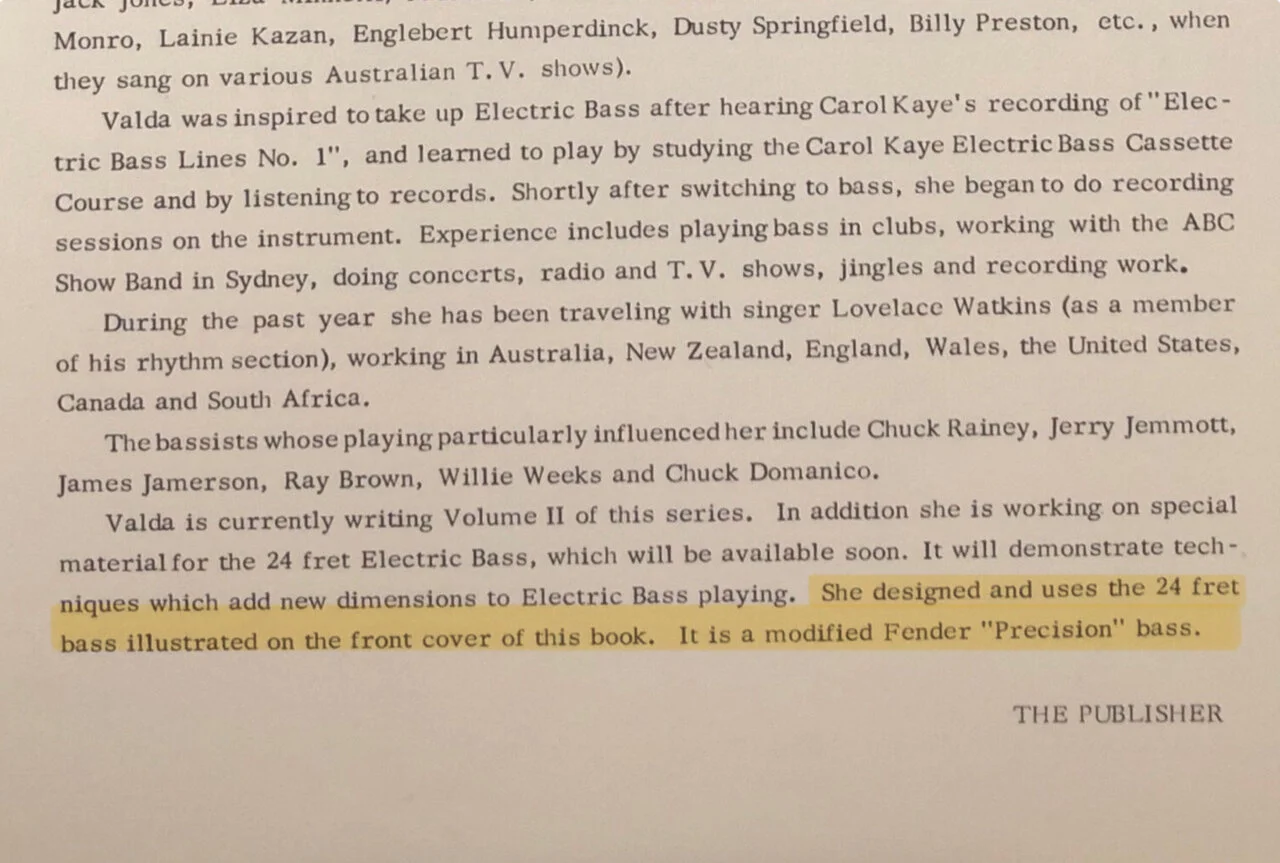 Jack Jones, Liza
Monro, Lainie Kazan, Englebert Humperdinck, Dusty Springfield, Billy Preston, etc., when
they sang on various Australian T.V. shows).
Valda was inspired to take up Electric Bass after hearing Carol Kaye's recording of "Elec-
tric Bass Lines No. 1", and learned to play by studying the Carol Kaye Electric Bass Cassette
Course and by listening to records. Shortly after switching to bass, she began to do recording
sessions on the instrument. Experience includes playing bass in clubs, working with the ABC
Show Band in Sydney, doing concerts, radio and T.V. shows, jingles and recording work.
During the past year she has been traveling with singer Lovelace Watkins (as a member
of his rhythm section), working in Australia, New Zealand, England, Wales, the United States,
Canada and South Africa.
The bassists whose playing particularly influenced her include Chuck Rainey, Jerry Jemmott,
James Jamerson, Ray Brown, Willie Weeks and Chuck Domanico.
Valda is currently writing Volume II of this series. In addition she is working on special
material for the 24 fret Electric Bass, which will be available soon. It will demonstrate tech-
niques which add new dimensions to Electric Bass playing. She designed and uses the 24 fret
bass illustrated on the front cover of this book. It is a modified Fender "Precision" bass.
THE PUBLISHER